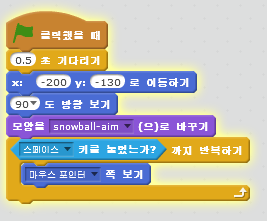 클릭했을 때
0.5 초 기다리기
x: -200 y: -130 로 이동하기
90 도 방향 보기
모양을 snowball-aim (으)로 바꾸기
스페이스 키를 눌렀는가? 까지 반복하기
마우스 포인터 쪽 보기